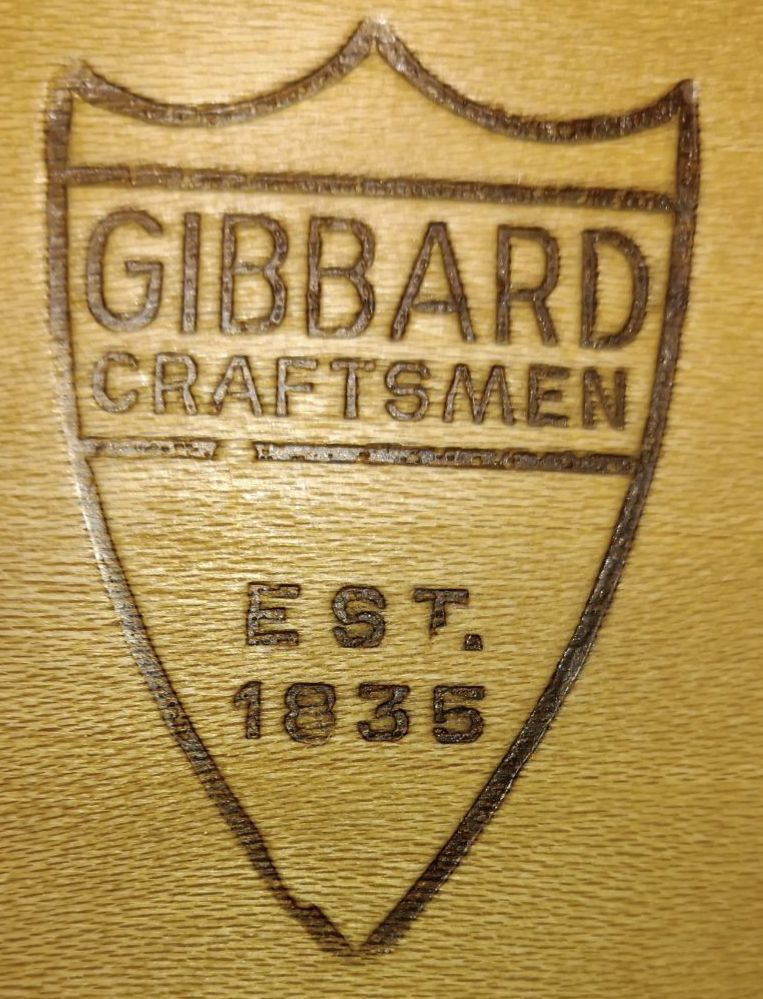 GIBBARD
CRAFTSMEN
EST.
1835